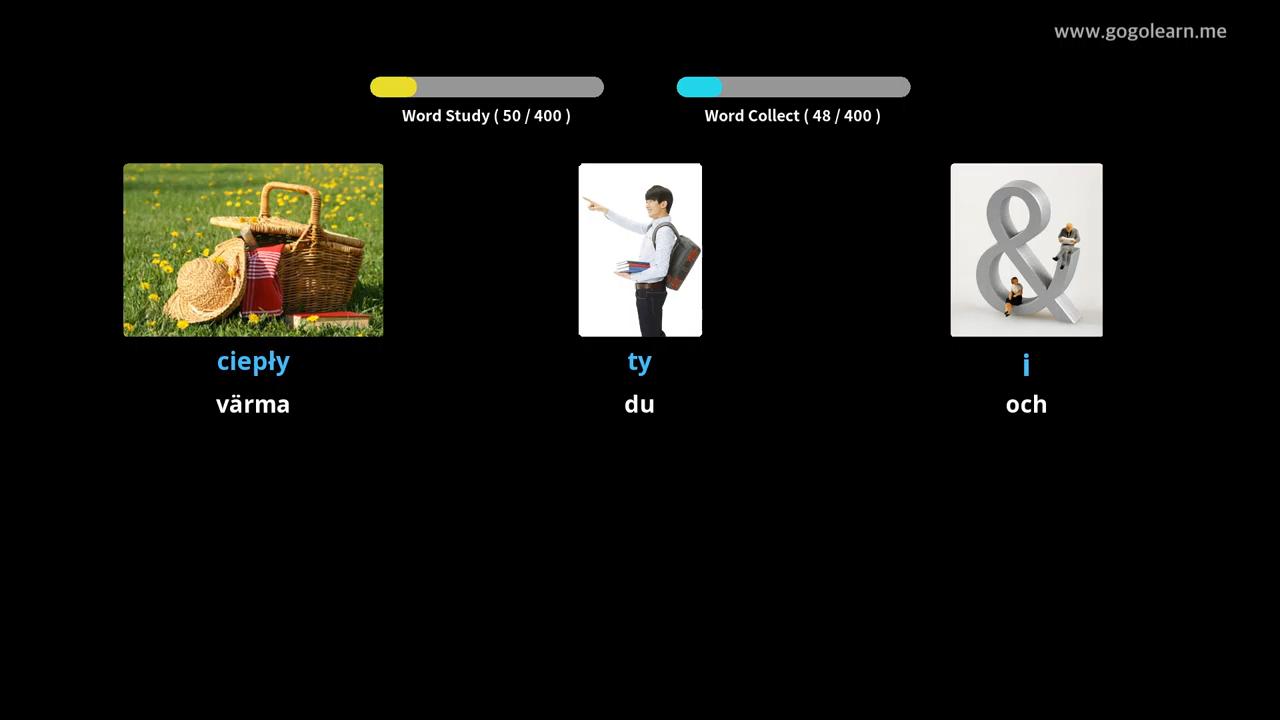 www.gogolearn.me
Word Study ( 50 / 400 )
Word Collect ( 48 / 400 )
ciepły
värma
ty
du
i
och